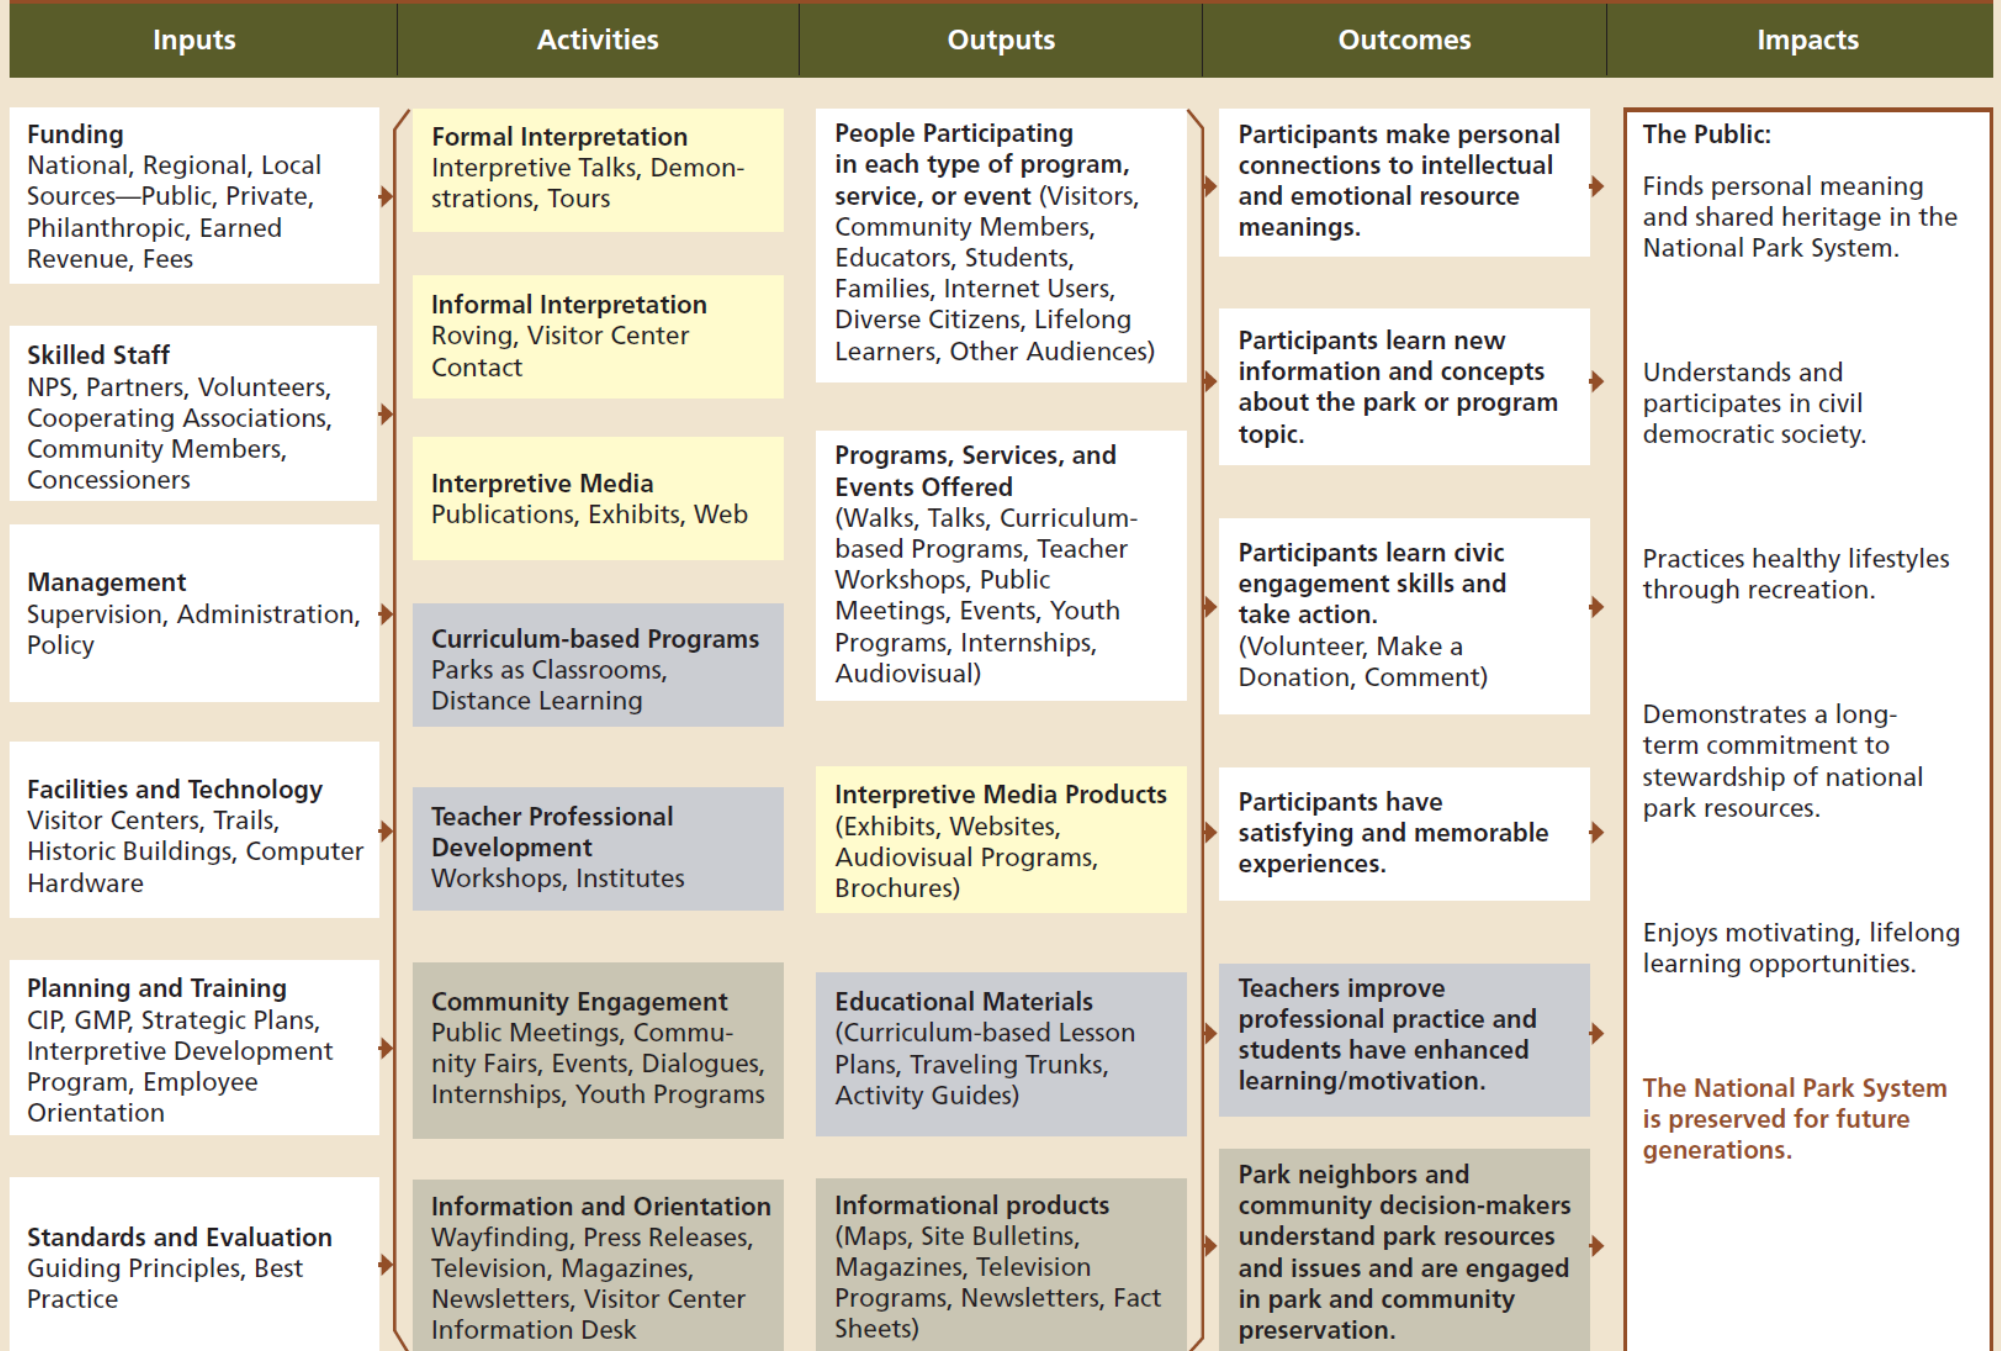 Inputs
Activities
Outputs
Outcomes
Impacts
Funding
National, Regional, Local
Sources—Public, Private,
Philanthropic, Earned
Revenue, Fees
Skilled Staff
NPS, Partners, Volunteers,
Cooperating Associations,
Community Members,
Concessioners
Management
Supervision, Administration,
Policy
Facilities and Technology
Visitor Centers, Trails,
Historic Buildings, Computer
Hardware
Planning and Training
CIP, GMP, Strategic Plans,
Interpretive Development
Program, Employee
Orientation
Standards and Evaluation
Guiding Principles, Best
Practice
Formal Interpretation
Interpretive Talks, Demon-
strations, Tours
Informal Interpretation
Roving, Visitor Center
Contact
Interpretive Media
Publications, Exhibits, Web
Curriculum-based Programs
Parks as Classrooms,
Distance Learning
Teacher Professional
Development
Workshops, Institutes
Community Engagement
Public Meetings, Commu-
nity Fairs, Events, Dialogues,
Internships, Youth Programs
Information and Orientation
Wayfinding, Press Releases,
Television, Magazines,
Newsletters, Visitor Center
Information Desk
People Participating
in each type of program,
service, or event (Visitors,
Community Members,
Educators, Students,
Families, Internet Users,
Diverse Citizens, Lifelong
Learners, Other Audiences)
Programs, Services, and
Events Offered
(Walks, Talks, Curriculum-
based Programs, Teacher
Workshops, Public
Meetings, Events, Youth
Programs, Internships,
Audiovisual)
Interpretive Media Products
(Exhibits, Websites,
Audiovisual Programs,
Brochures)
Educational Materials
(Curriculum-based Lesson
Plans, Traveling Trunks,
Activity Guides)
Informational products
(Maps, Site Bulletins,
Magazines, Television
Programs, Newsletters, Fact
Sheets)
Participants make personal
connections to intellectual
and emotional resource
meanings.
Participants learn new
information and concepts
about the park or program
topic.
Participants learn civic
engagement skills and
take action.
(Volunteer, Make a
Donation, Comment)
Participants have
satisfying and memorable
experiences.
Teachers improve
professional practice and
students have enhanced
learning/motivation.
Park neighbors and
community decision-makers
understand park resources
and issues and are engaged
in park and community
preservation.
The Public:
Finds personal meaning
and shared heritage in the
National Park System.
Understands and
participates in civil
democratic society.
Practices healthy lifestyles
through recreation.
Demonstrates a long-
term commitment to
stewardship of national
park resources.
Enjoys motivating, lifelong
learning opportunities.
The National Park System
is preserved for future
generations.